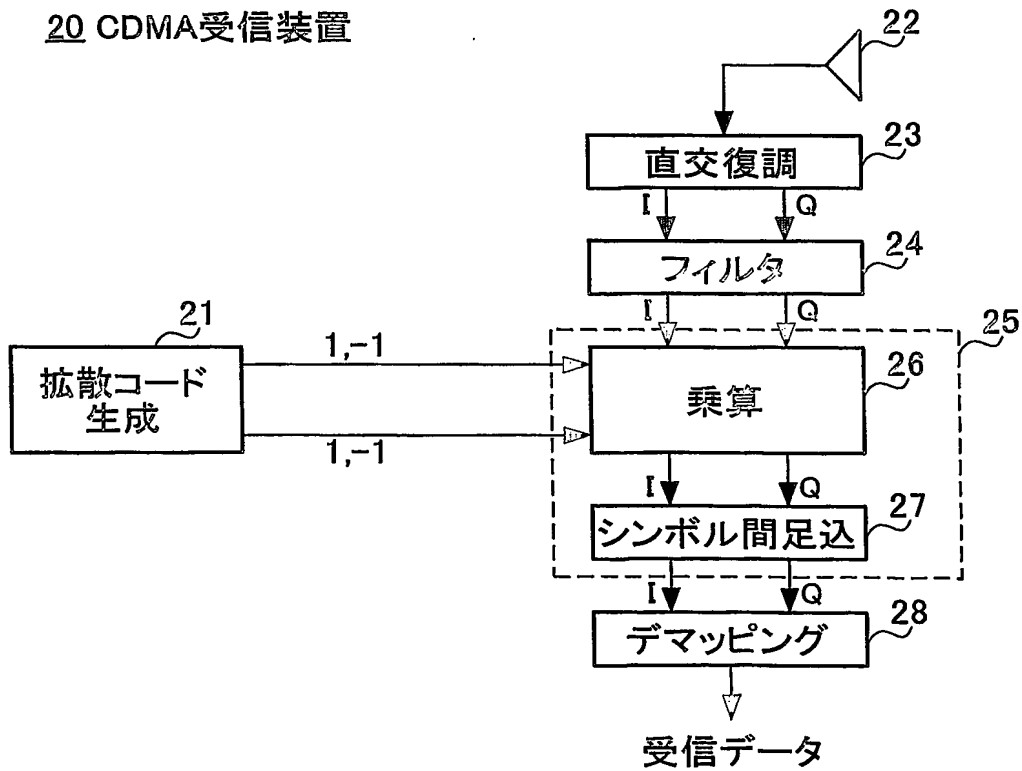 20 CDMA受信装置
22
23
直交復調
I
Q
24
フィルタ
I
Q
25
21
1,-1
拡散コード
生成
1,-1
26
乗算
I
Q
27
シンボル間足込
I
Q
28
デマッピング
受信データ